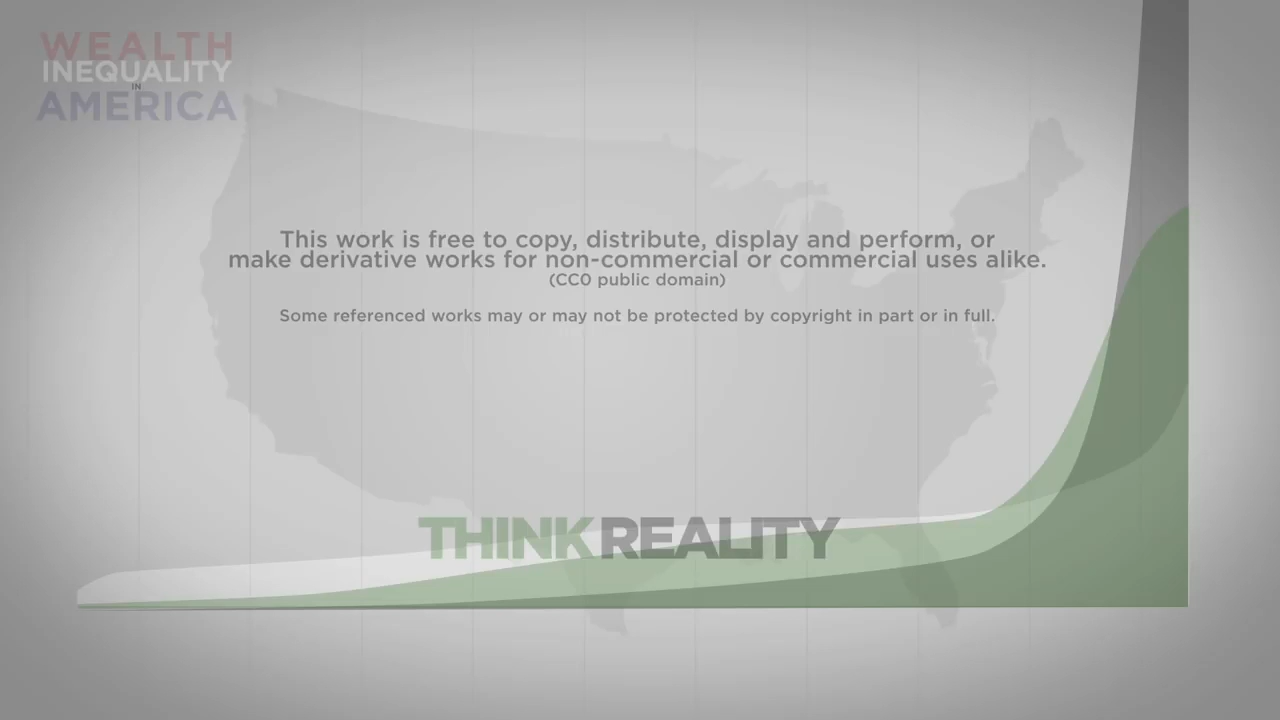 WEALTH
INEQUALITY
IN
AMERICA
This work is free to copy, distribute, display and perform, or
make derivative works for non-commercial or commercial uses alike.
(CC0 public domain)
Some referenced works may or may not be protected by copyright in part or in full.
THINKREALITY